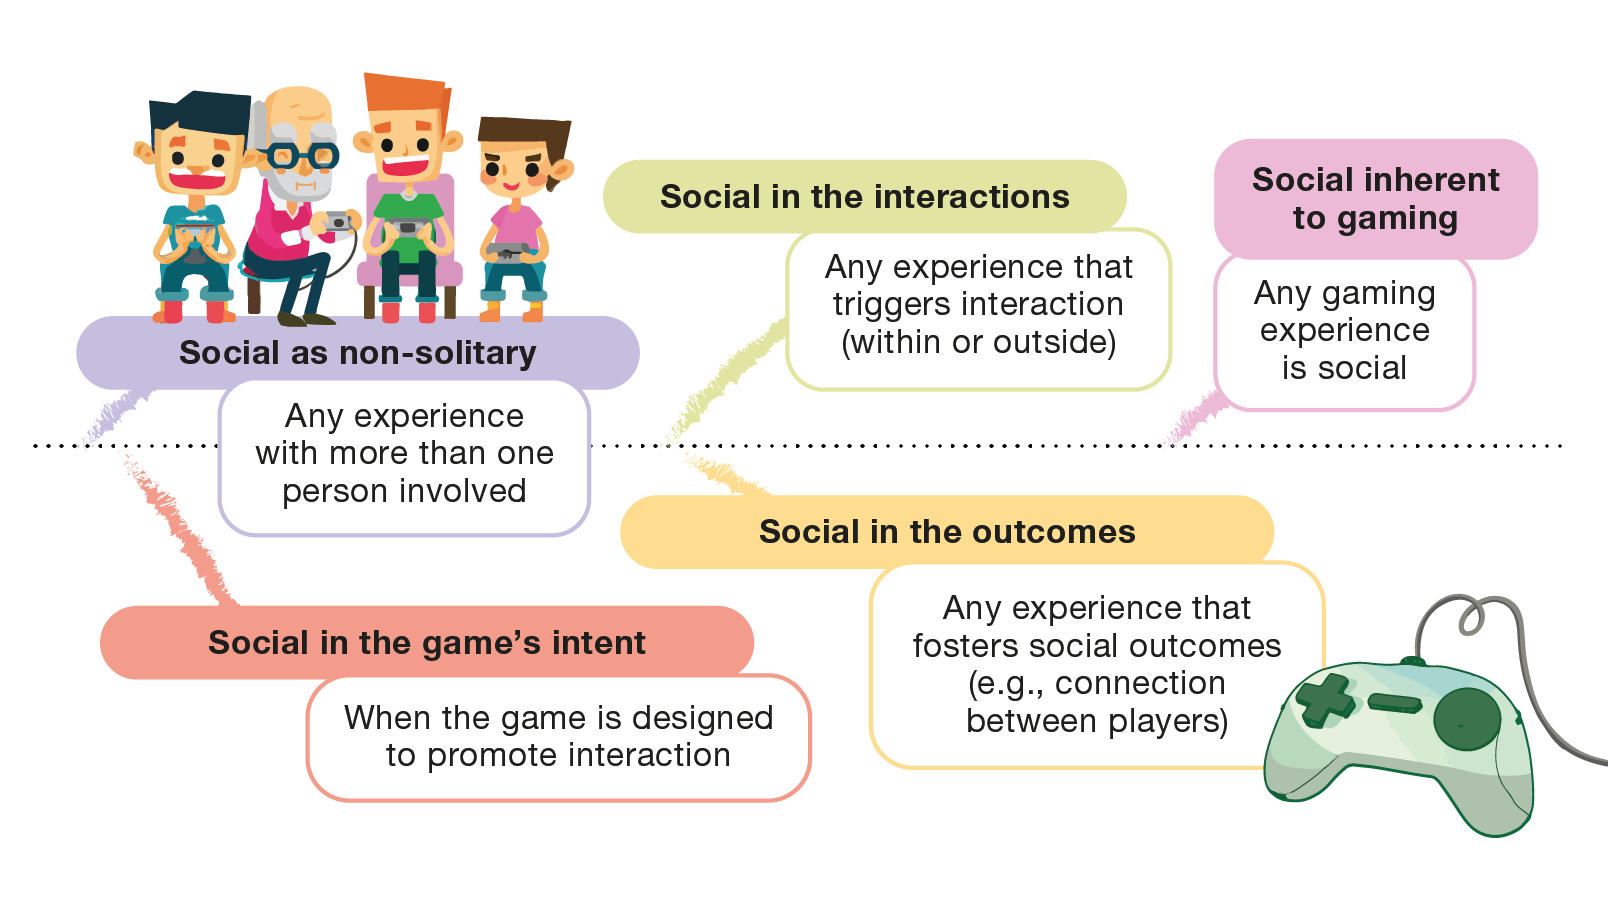 Social as non-solitary
Any experience
with more than one
person involved
Social in the game’s intent
When the game is designed
to promote interaction
Social in the interactions
Any experience that
triggers interaction
(within or outside)
Social in the outcomes
Any experience that
fosters social outcomes
(e.g., connection
between players)
Social inherent
to gaming
Any gaming
experience
is social